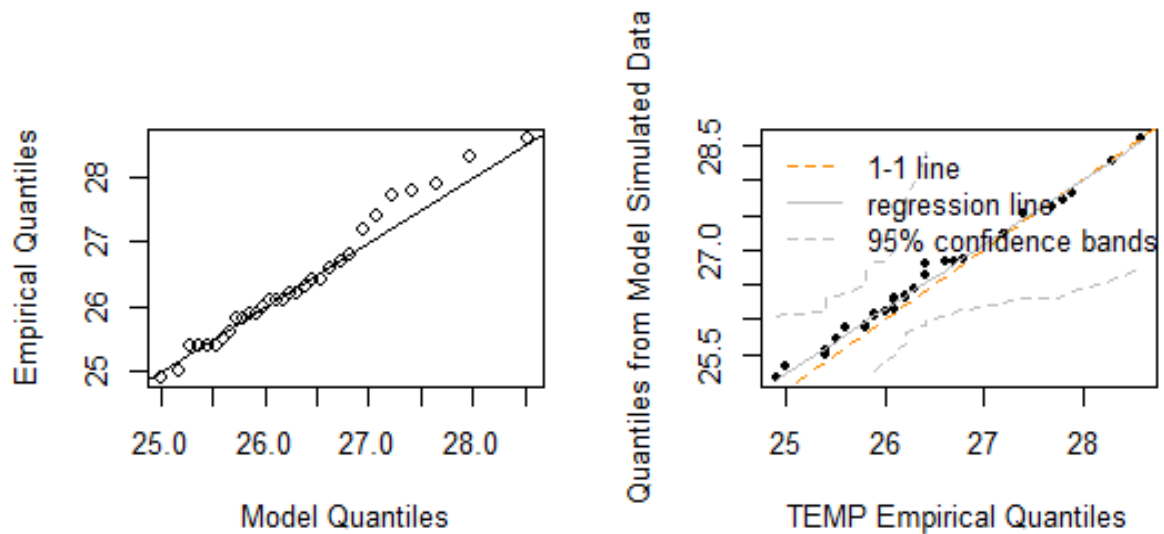 Empirical Quantiles
28
27
26
25
25.0
26.0
27.0
28.0
Model Quantiles
Quantiles from Model Simulated Data
28.5
27.0
25.5
1-1 line
regression line
95% confidence bands
25
26
27
28
TEMP Empirical Quantiles